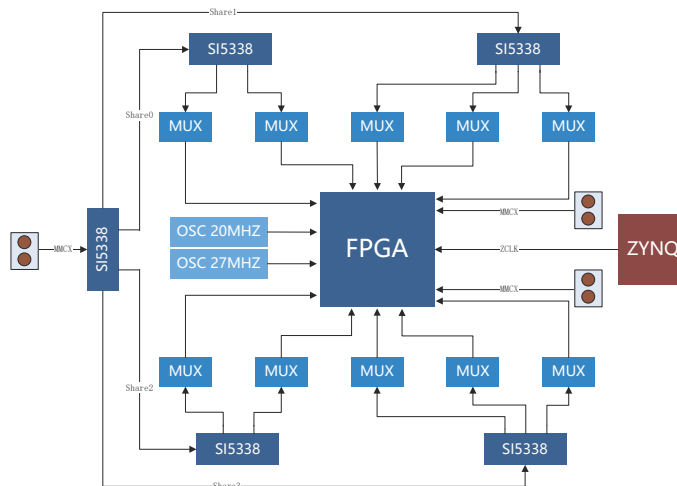 Share1
SI5338
SI5338
Share0
MUX
MUX
MUX
MUX
MUX
MMCX
SI5338
OSC 20MHZ
OSC 27MHZ
FPGA
MMCX
ZCLK
ZYNQ
MMCX
MUX
MUX
MUX
MUX
MUX
Share2
SI5338
SI5338